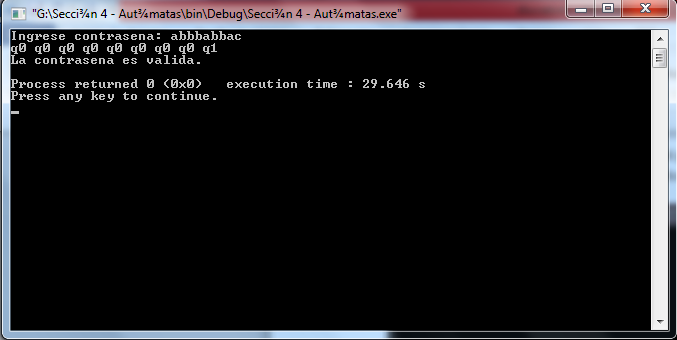 "G:\Secci¾n 4 - Aut¾matas\bin\Debug\Secci¾n 4 - Aut¾matas.exe"
Ingrese contrasena: abbbabbac
q0 q0 q0 q0 q0 q0 q0 q0 q1
La contrasena es valida.
Process returned 0 (0x0)   execution time : 29.646 s
Press any key to continue.